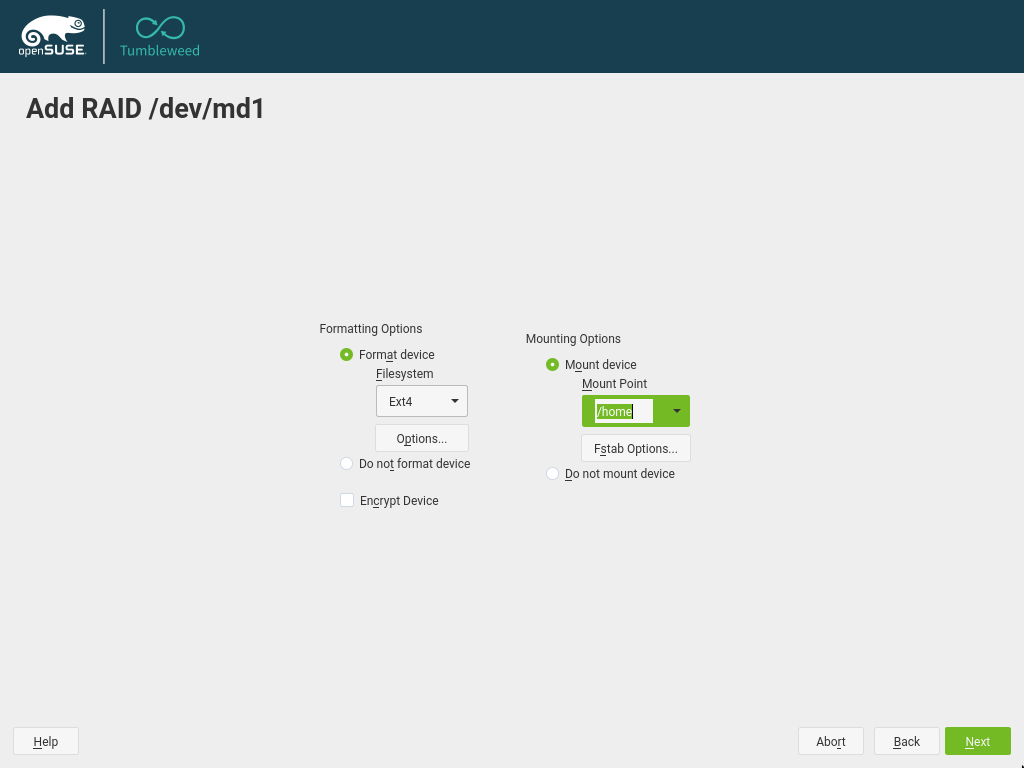 openSUSE
Tumbleweed
Add RAID /dev/md1
Formatting Options
Format device
Filesystem
Ext4
Options...
Do not format device
Encrypt Device
Mounting Options
Mount device
Mount Point
/home
Fstab Options...
Do not mount device
Help
Abort
Back
Next